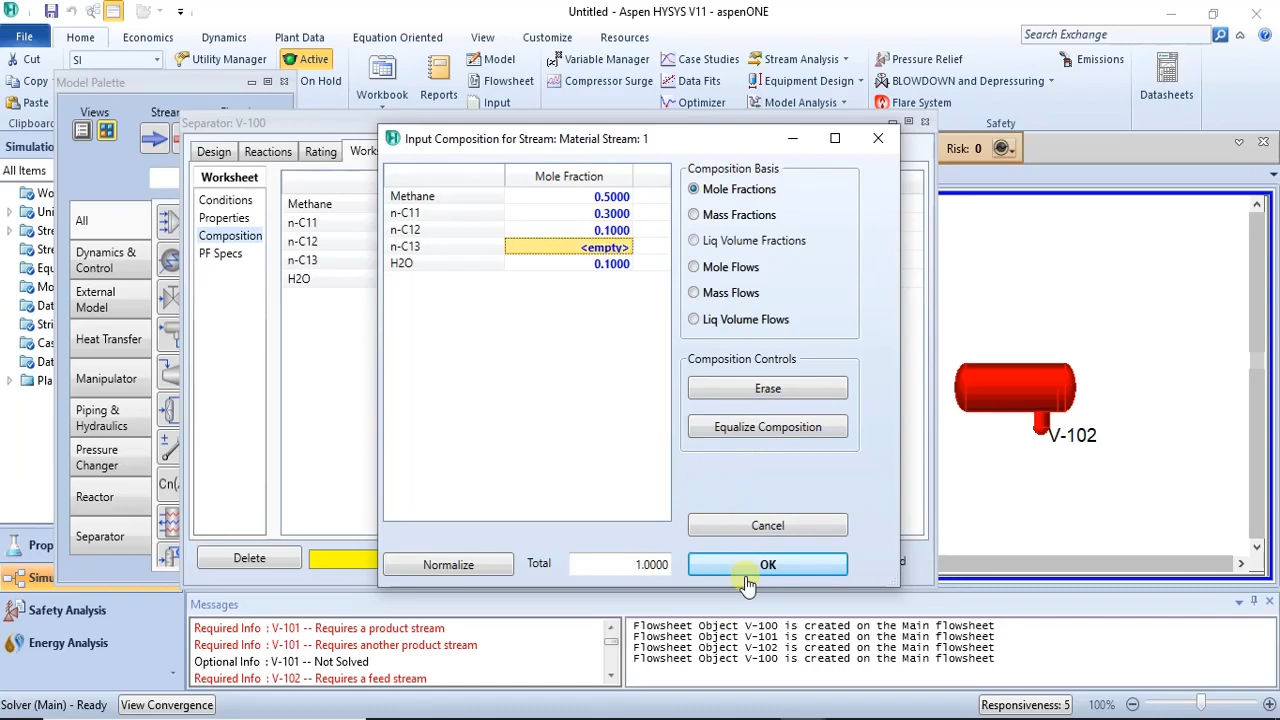 Untitled - Aspen HYSYS V11 - aspenONE
File
Home
Economics
Dynamics
Plant Data
Equation Oriented
View
Customize
Resources
Search Exchange
Cut
SI
Utility Manager
Active
Model
Variable Manager
Case Studies
Stream Analysis
Pressure Relief
Emissions
Copy
On Hold
Flowsheet
Compressor Surge
Data Fits
Equipment Design
BLOWDOWN and Depressuring
Paste
Workbook
Reports
Input
Optimizer
Model Analysis
Flare System
Datasheets
Clipboard
Safety
Model Palette
Separator: V-100
Views
Input Composition for Stream: Material Stream: 1
Design
Reactions
Rating
Risk: 0
All Items
Worksheet
Conditions
Properties
Composition
PF Specs
Methane
n-C11
n-C12
n-C13
H2O
Mole Fraction
Methane 0.5000
n-C11 0.3000
n-C12 0.1000
n-C13 <empty>
H2O 0.1000
Composition Basis
Mole Fractions
Mass Fractions
Liq Volume Fractions
Mole Flows
Mass Flows
Liq Volume Flows
Composition Controls
Erase
Equalize Composition
Cancel
Normalize
Total
1.0000
OK
Delete
All
Dynamics &
Control
External
Model
Heat Transfer
Manipulator
Piping &
Hydraulics
Pressure
Changer
Reactor
Separator
V-102
Safety Analysis
Energy Analysis
Messages
Required Info : V-101 -- Requires a product stream
Required Info : V-101 -- Requires another product stream
Optional Info : V-101 -- Not Solved
Required Info : V-102 -- Requires a feed stream
Flowsheet Object V-100 is created on the Main flowsheet
Flowsheet Object V-101 is created on the Main flowsheet
Flowsheet Object V-102 is created on the Main flowsheet
Flowsheet Object V-100 is created on the Main flowsheet
Solver (Main) - Ready
View Convergence
Responsiveness: 5
100%